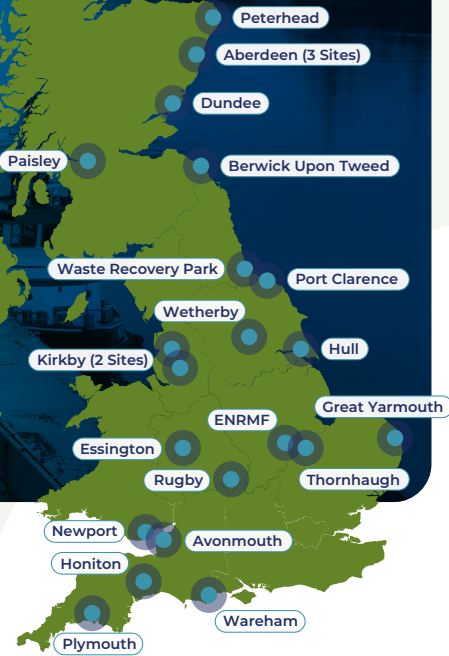 Peterhead
Aberdeen (3 Sites)
Dundee
Paisley
Berwick Upon Tweed
Waste Recovery Park
Port Clarence
Wetherby
Hull
Kirkby (2 Sites)
Great Yarmouth
ENRMF
Essington
Rugby
Thornhaugh
Newport
Avonmouth
Honiton
Wareham
Plymouth